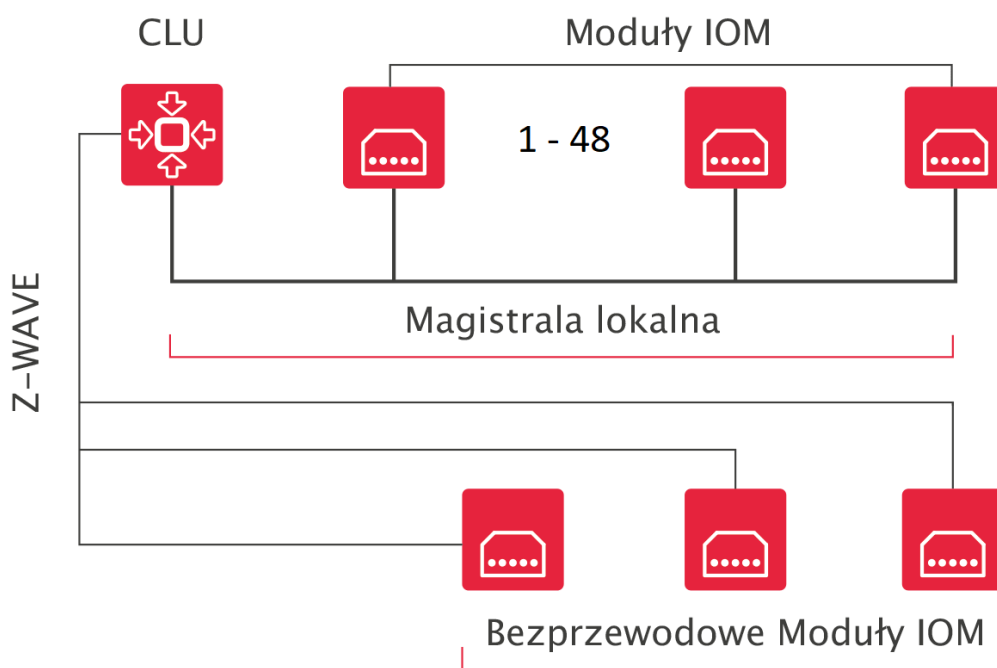 CLU
Moduły IOM
1 - 48
Magistrala lokalna
Z-WAVE
Bezprzewodowe Moduły IOM